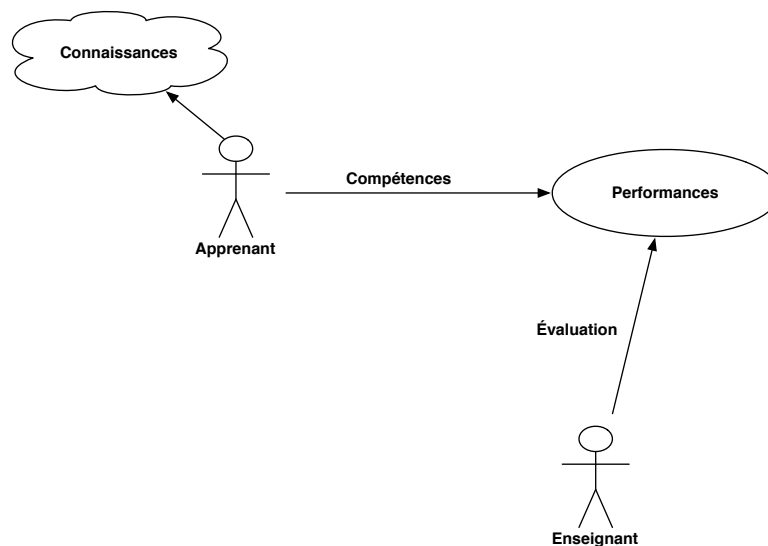 Connaissances
Compétences
Performances
Apprenant
Évaluation
Enseignant